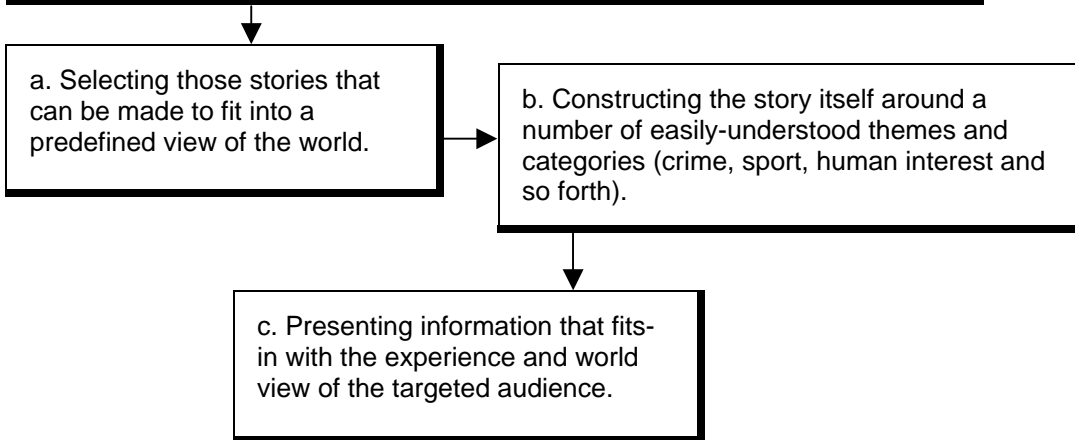 a. Selecting those stories that
can be made to fit into a
predefined view of the world.
b. Constructing the story itself around a
number of easily-understood themes and
categories (crime, sport, human interest and
so forth).
c. Presenting information that fits-
in with the experience and world
view of the targeted audience.